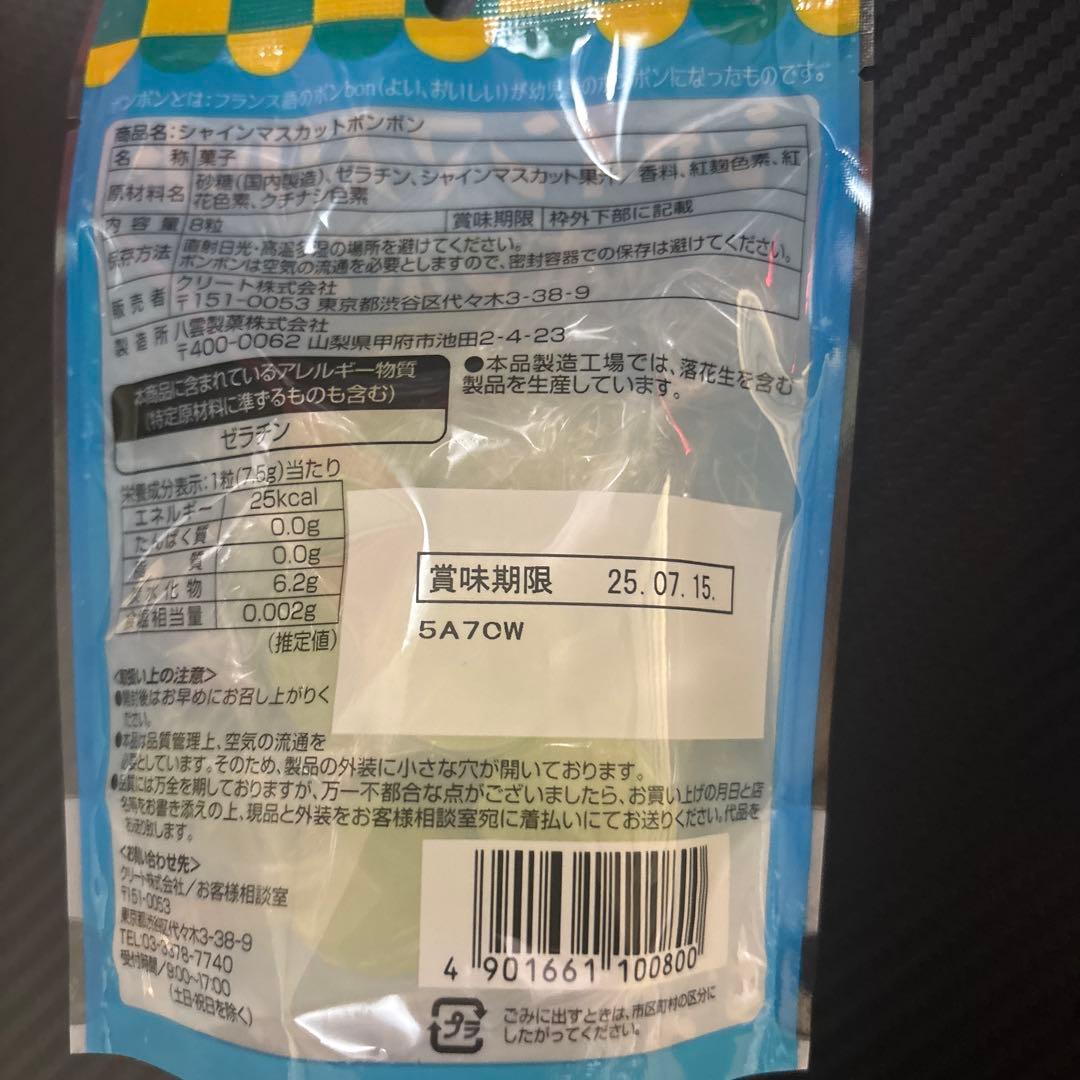 ンボンとは:フランス語のボンbon(よい、おいしい)が幼児のボンボンになったものです。
商品名:シャインマスカットボンボン
名 称 菓子
原材料名 砂糖(国内製造)、ゼラチン、シャインマスカット果汁/香料、紅麹色素、紅
花色素、クチナシ色素
内容量 8粒 賞味期限 枠外下部に記載
保存方法 直射日光・高温多湿の場所を避けてください。
ボンボンは空気の流通を必要としますので、密封容器での保存は避けてください。
販売者 クリート株式会社
〒151-0053 東京都渋谷区代々木3-38-9
製造所 八雲製菓株式会社
〒400-0062 山梨県甲府市池田2-4-23
本商品に含まれているアレルギー物質
(特定原材料に準ずるものも含む)
ゼラチン
●本品製造工場では、落花生を含む
製品を生産しています。
栄養成分表示:1粒(7.5g)当たり
エネルギー 25kcal
たんぱく質 0.0g
質 0.0g
水化物 6.2g
食塩相当量 0.002g
(推定値)
賞味期限 25.07.15.
5A7CW
<取扱い上の注意>
●開封後はお早めにお召し上がりく
ださい。
●本品は品質管理上、空気の流通を
必要としています。そのため、製品の外装に小さな穴が開いております。
●品質には万全を期しておりますが、万一不都合な点がございましたら、お買い上げの月日と店
名等をお書き添えの上、現品と外装をお客様相談室宛に着払いにてお送りください。代品を
お送り致します。
<お問い合わせ先>
クリート株式会社/お客様相談室
〒151-0053
東京都渋谷区代々木3-38-9
TEL:03-3378-7740
受付時間/9:00~17:00
(土日・祝日を除く)
4 901661 100800
プラ
ごみに出すときは、市区町村の区分に
したがってください。